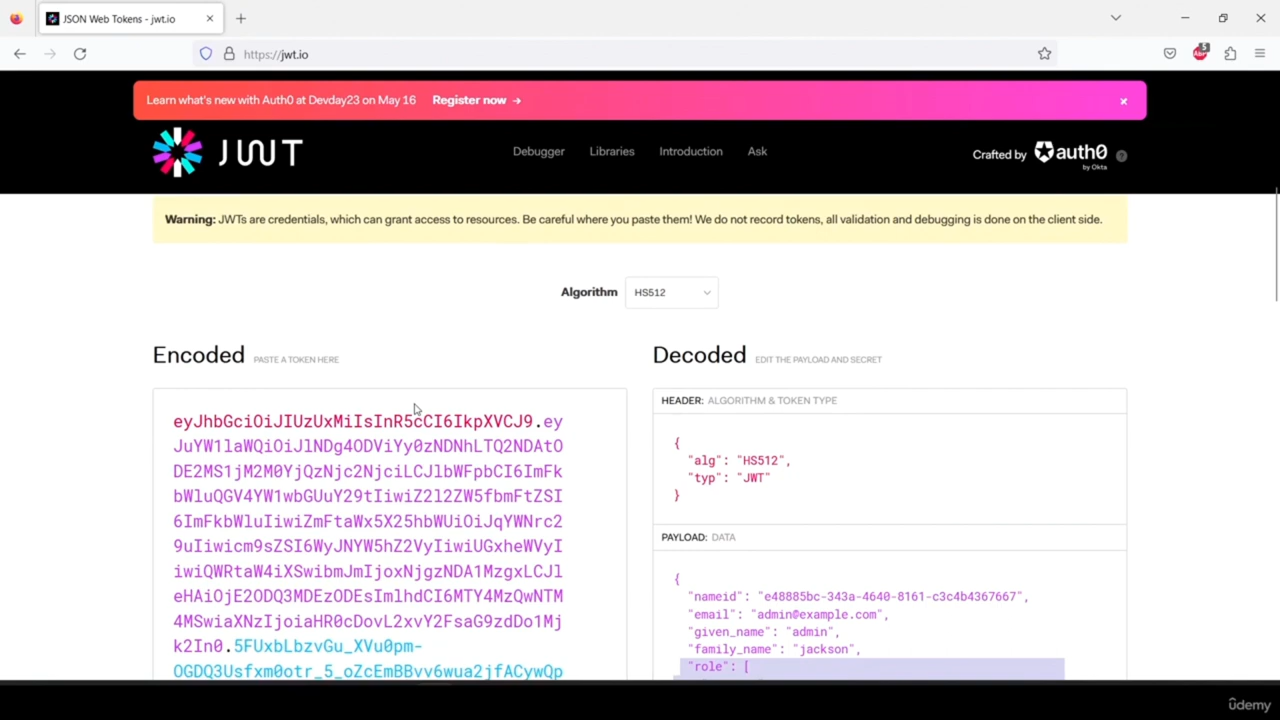 JSON Web Tokens - jwt.io
https://jwt.io
5
Learn what's new with Auth0 at Devday23 on May 16 Register now →
JWT
Debugger Libraries Introduction Ask
Crafted by auth0
by Okta
Warning: JWTs are credentials, which can grant access to resources. Be careful where you paste them! We do not record tokens, all validation and debugging is done on the client side.
Algorithm HS512
Encoded PASTE A TOKEN HERE
eyJhbGciOiJIUzUxMiIsInR5cCI6IkpXVCJ9.ey
JuYW1laWQiOiJlNDg4ODViYy0zNDNhLTQ2NDAtO
DE2MS1jM2M0YjQzNjc2NjciLCJlbWFpbCI6ImFk
bWluQGV4YW1wbGUuY29tIiwiZ2l2ZW5fbmFtZSI
6ImFkbWluIiwiZmFtaWx5X25hbWUiOiJqYWNrc2
9uIiwicm9sZSI6WyJNYW5hZ2VyIiwiUGxheWVyI
iwiQWRtaW4iXSwibmJmIjoxNjgzNDA1MzgxLCJl
eHAiOjE2ODQ3MDEzODEsImlhdCI6MTY4MzQwNTM
4MSwiaXNzIjoiaHR0cDovL2xvY2FsaG9zdDo1Mj
k2In0.5FUxbLbzvGu_XVu0pm-
OGDQ3Usfxm0otr_5_oZcEmBBvv6wua2jfACywQp
Decoded EDIT THE PAYLOAD AND SECRET
HEADER: ALGORITHM & TOKEN TYPE
{
"alg": "HS512",
"typ": "JWT"
}
PAYLOAD: DATA
{
"nameid": "e48885bc-343a-4640-8161-c3c4b4367667",
"email": "admin@example.com",
"given_name": "admin",
"family_name": "jackson",
"role": [
ûdemy